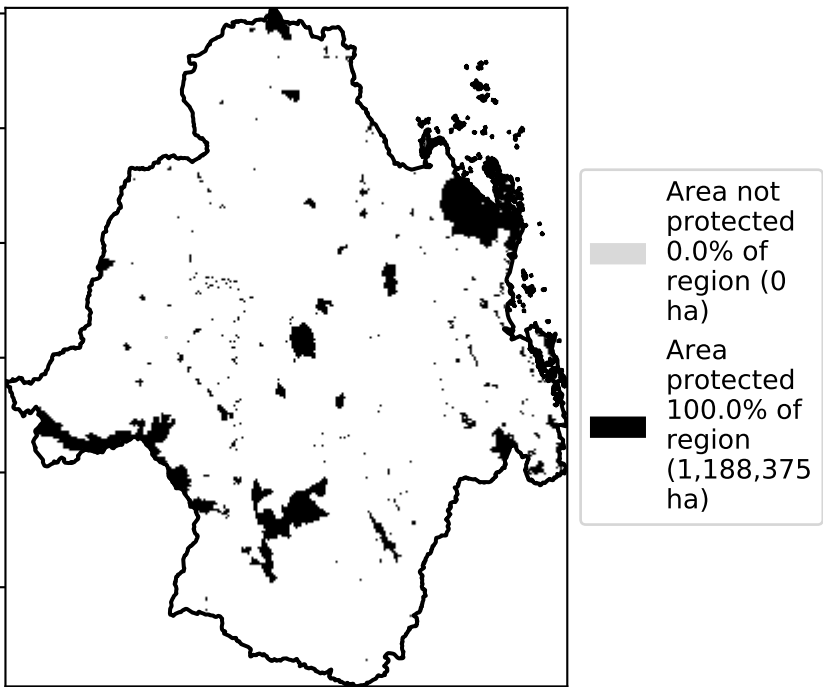 Area not
protected
0.0% of
region (0
ha)
Area
protected
100.0% of
region
(1,188,375
ha)